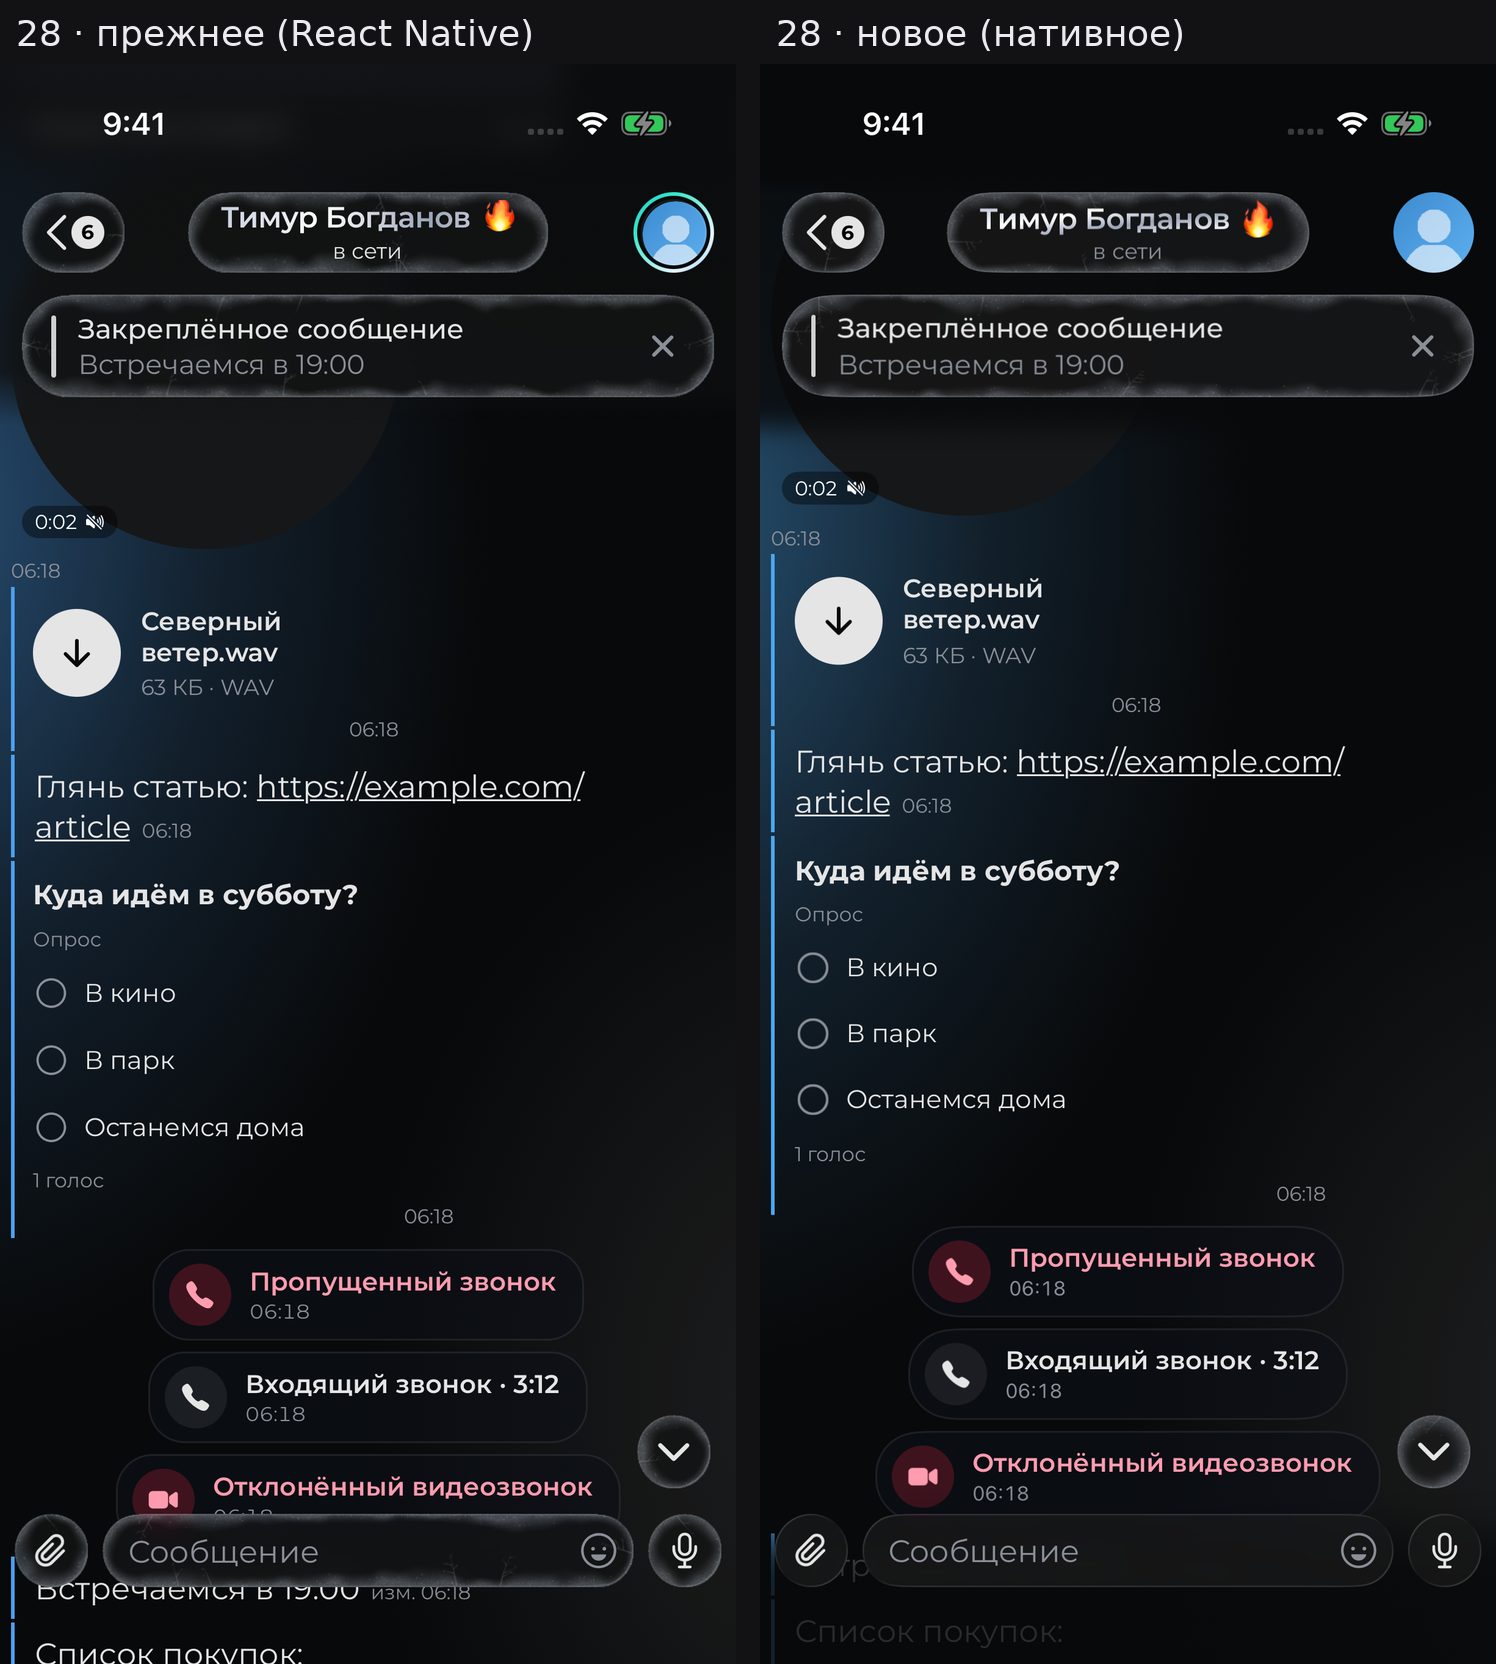 28 · прежнее (React Native)
9:41
6
Тимур Богданов 🔥
в сети
Закреплённое сообщение
Встречаемся в 19:00
0:02
06:18
Северный
ветер.wav
63 КБ · WAV
06:18
Глянь статью: https://example.com/
article 06:18
Куда идём в субботу?
Опрос
В кино
В парк
Останемся дома
1 голос
06:18
Пропущенный звонок
06:18
Входящий звонок · 3:12
06:18
Отклонённый видеозвонок
06:18
Сообщение
Встречаемся в 19:00 изм. 06:18
Список покупок:
28 · новое (нативное)
9:41
6
Тимур Богданов 🔥
в сети
Закреплённое сообщение
Встречаемся в 19:00
0:02
06:18
Северный
ветер.wav
63 КБ · WAV
06:18
Глянь статью: https://example.com/
article 06:18
Куда идём в субботу?
Опрос
В кино
В парк
Останемся дома
1 голос
06:18
Пропущенный звонок
06:18
Входящий звонок · 3:12
06:18
Отклонённый видеозвонок
06:18
Сообщение
Список покупок: